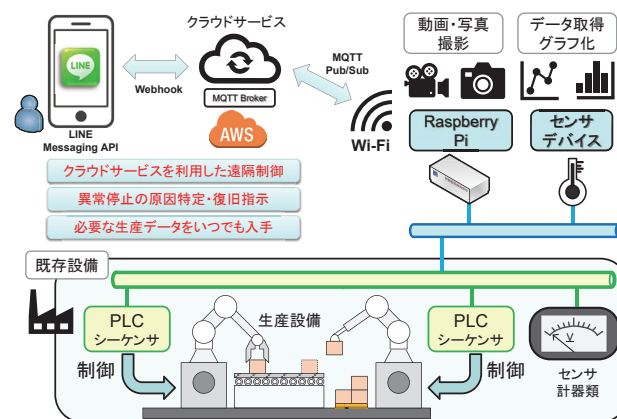 クラウドサービス
LINE
Webhook
MQTT Broker
AWS
LINE
Messaging API
MQTT
Pub/Sub
Wi-Fi
動画・写真
撮影
データ取得
グラフ化
Raspberry
Pi
センサ
デバイス
クラウドサービスを利用した遠隔制御
異常停止の原因特定・復旧指示
必要な生産データをいつでも入手
既存設備
PLC
シーケンサ
制御
生産設備
PLC
シーケンサ
制御
V
センサ
計器類